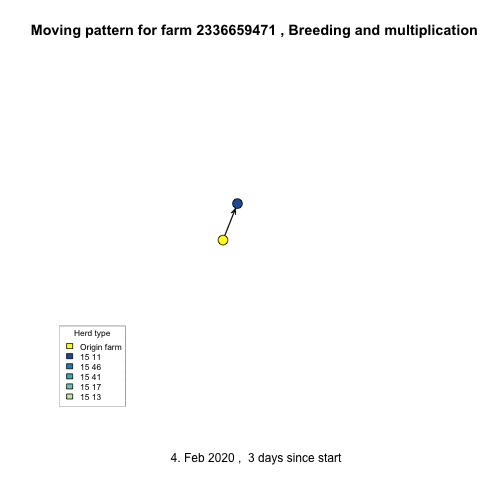 Moving pattern for farm 2336659471 , Breeding and multiplication
Herd type
Origin farm
15 11
15 46
15 41
15 17
15 13
4. Feb 2020 ,  3 days since start